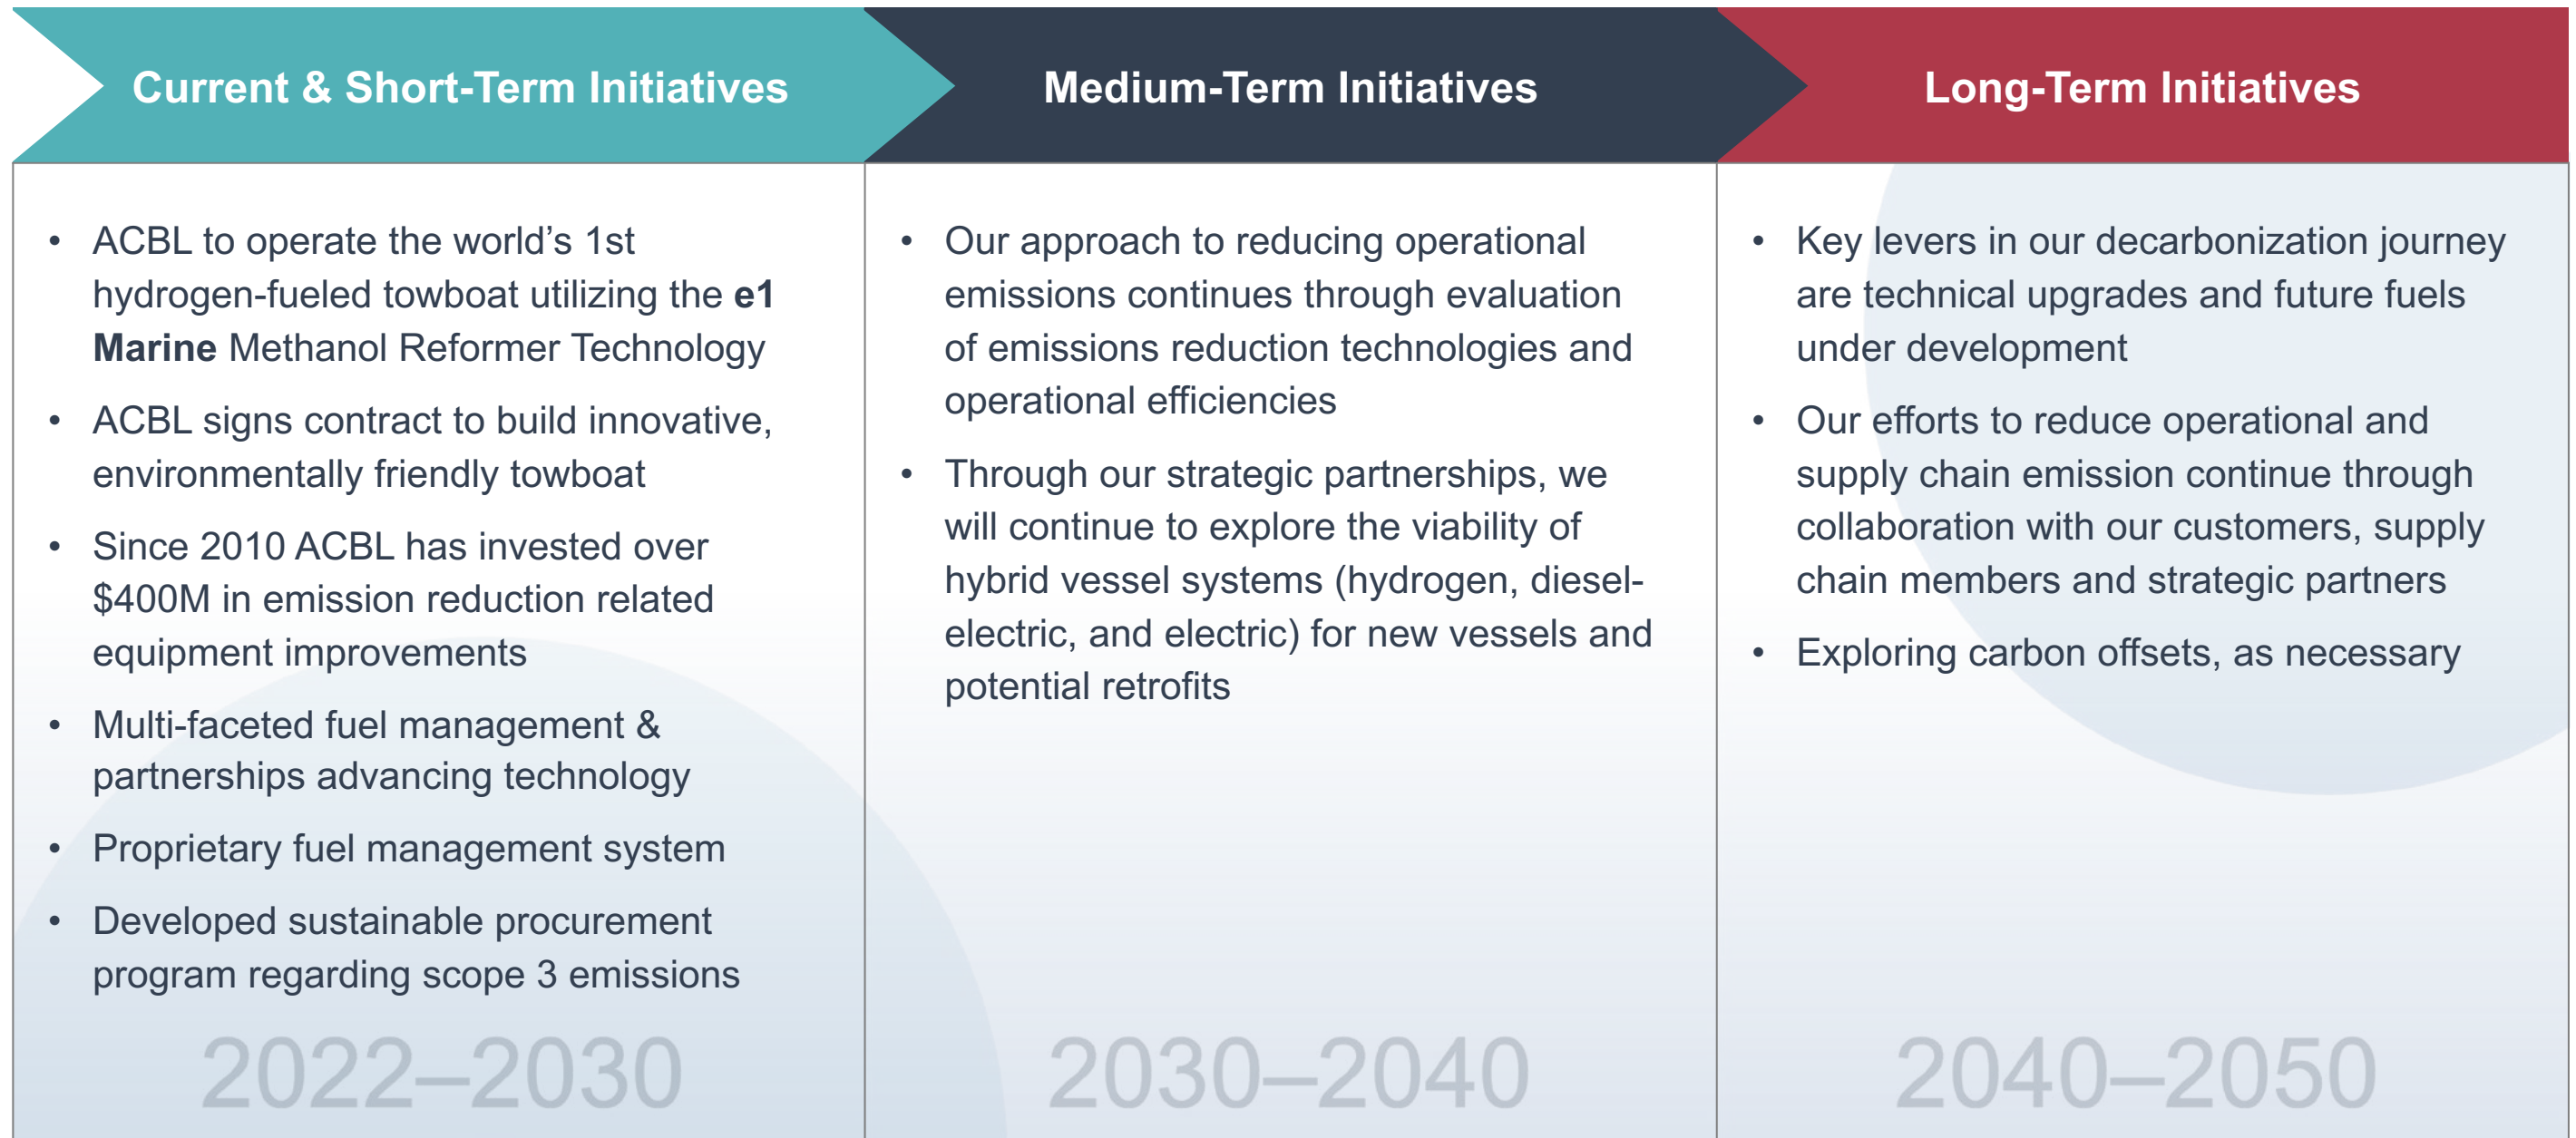 Current & Short-Term Initiatives
• ACBL to operate the world’s 1st
hydrogen-fueled towboat utilizing the e1
Marine Methanol Reformer Technology
• ACBL signs contract to build innovative,
environmentally friendly towboat
• Since 2010 ACBL has invested over
$400M in emission reduction related
equipment improvements
• Multi-faceted fuel management &
partnerships advancing technology
• Proprietary fuel management system
• Developed sustainable procurement
program regarding scope 3 emissions
2022–2030
Medium-Term Initiatives
• Our approach to reducing operational
emissions continues through evaluation
of emissions reduction technologies and
operational efficiencies
• Through our strategic partnerships, we
will continue to explore the viability of
hybrid vessel systems (hydrogen, diesel-
electric, and electric) for new vessels and
potential retrofits
2030–2040
Long-Term Initiatives
• Key levers in our decarbonization journey
are technical upgrades and future fuels
under development
• Our efforts to reduce operational and
supply chain emission continue through
collaboration with our customers, supply
chain members and strategic partners
• Exploring carbon offsets, as necessary
2040–2050